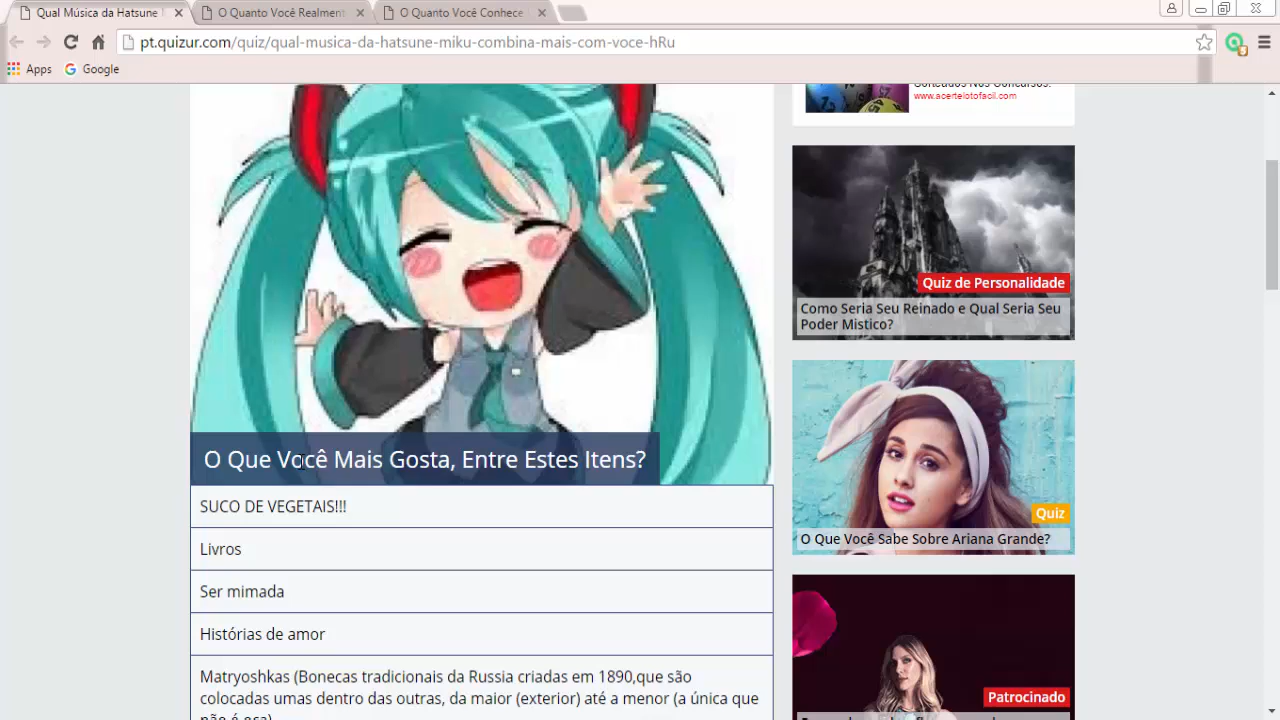 Qual Música da Hatsune
O Quanto Você Realment
O Quanto Você Conhece
pt.quizur.com/quiz/qual-musica-da-hatsune-miku-combina-mais-com-voce-hRu
Apps
Google
www.acertelotofacil.com
Quiz de Personalidade
Como Seria Seu Reinado e Qual Seria Seu
Poder Mistico?
Quiz
O Que Você Sabe Sobre Ariana Grande?
Patrocinado
O Que Você Mais Gosta, Entre Estes Itens?
SUCO DE VEGETAIS!!!
Livros
Ser mimada
Histórias de amor
Matryoshkas (Bonecas tradicionais da Russia criadas em 1890,que são
colocadas umas dentro das outras, da maior (exterior) até a menor (a única que
não é oca)